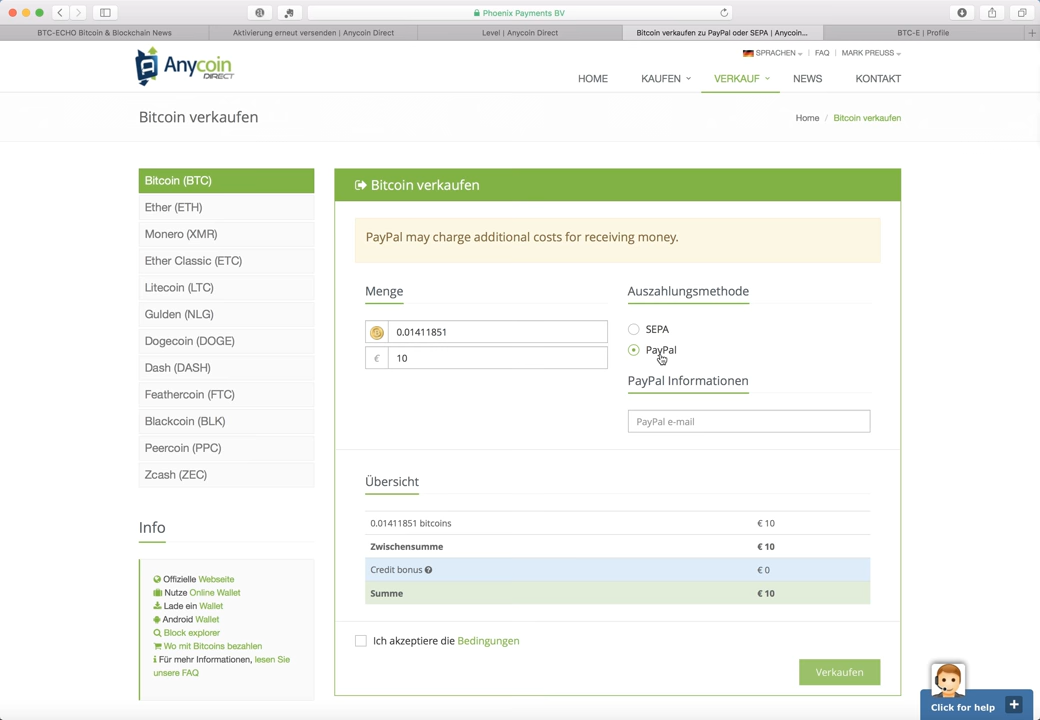 Phoenix Payments BV
BTC-ECHO Bitcoin & Blockchain News
Aktivierung erneut versenden | Anycoin Direct
Level | Anycoin Direct
Bitcoin verkaufen zu PayPal oder SEPA | Anycoin...
BTC-E | Profile
Anycoin
DIRECT
SPRACHEN
FAQ
MARK PREUSS
HOME
KAUFEN
VERKAUF
NEWS
KONTAKT
Bitcoin verkaufen
Home / Bitcoin verkaufen
Bitcoin (BTC)
Ether (ETH)
Monero (XMR)
Ether Classic (ETC)
Litecoin (LTC)
Gulden (NLG)
Dogecoin (DOGE)
Dash (DASH)
Feathercoin (FTC)
Blackcoin (BLK)
Peercoin (PPC)
Zcash (ZEC)
Info
Offizielle Webseite
Nutze Online Wallet
Lade ein Wallet
Android Wallet
Block explorer
Wo mit Bitcoins bezahlen
Für mehr Informationen, lesen Sie
unsere FAQ
Bitcoin verkaufen
PayPal may charge additional costs for receiving money.
Menge
0.01411851
€ 10
Auszahlungsmethode
SEPA
PayPal
PayPal Informationen
PayPal e-mail
Übersicht
0.01411851 bitcoins € 10
Zwischensumme € 10
Credit bonus € 0
Summe € 10
Ich akzeptiere die Bedingungen
Verkaufen
Click for help